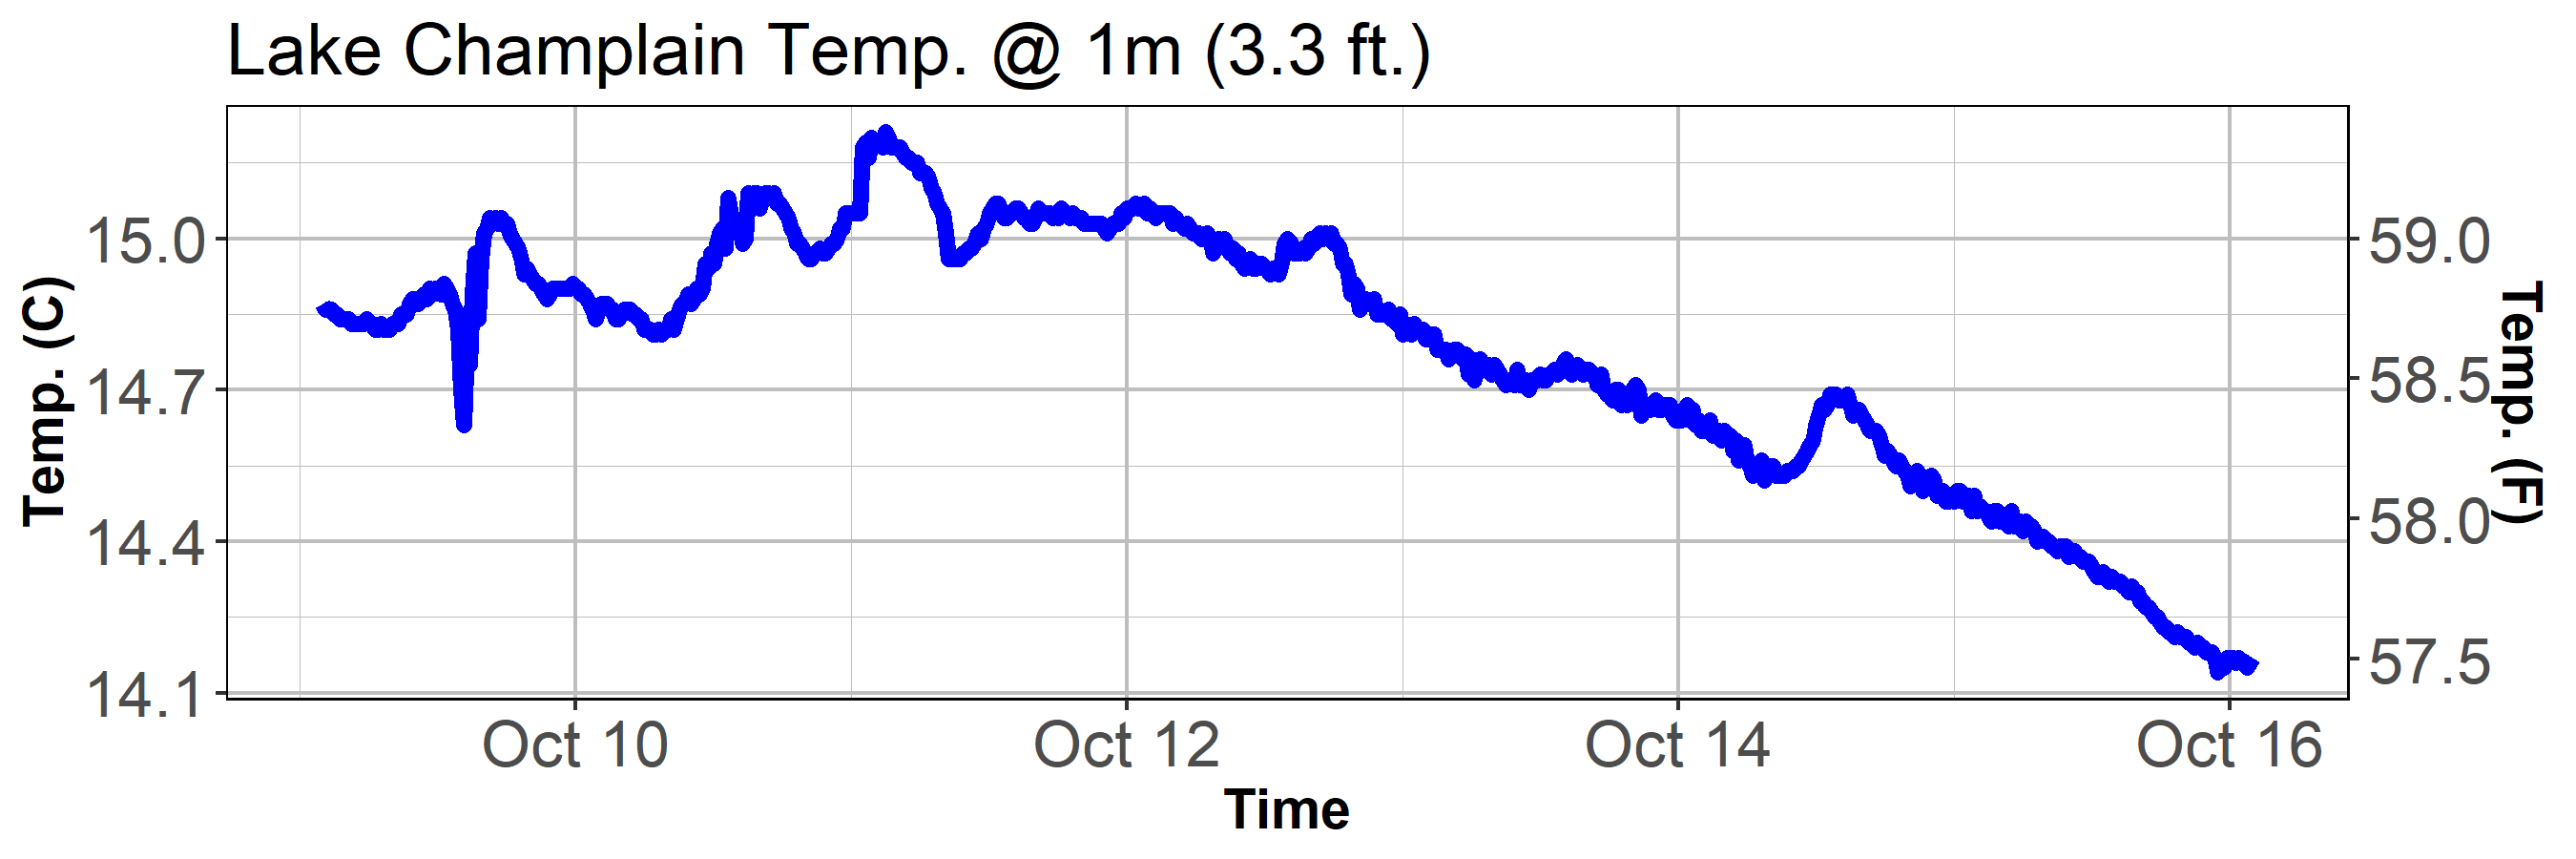 Lake Champlain Temp. @ 1m (3.3 ft.)
Temp. (C)
15.0
14.7
14.4
14.1
59.0
58.5
58.0
57.5
Temp. (F)
Oct 10 Oct 12 Oct 14 Oct 16
Time